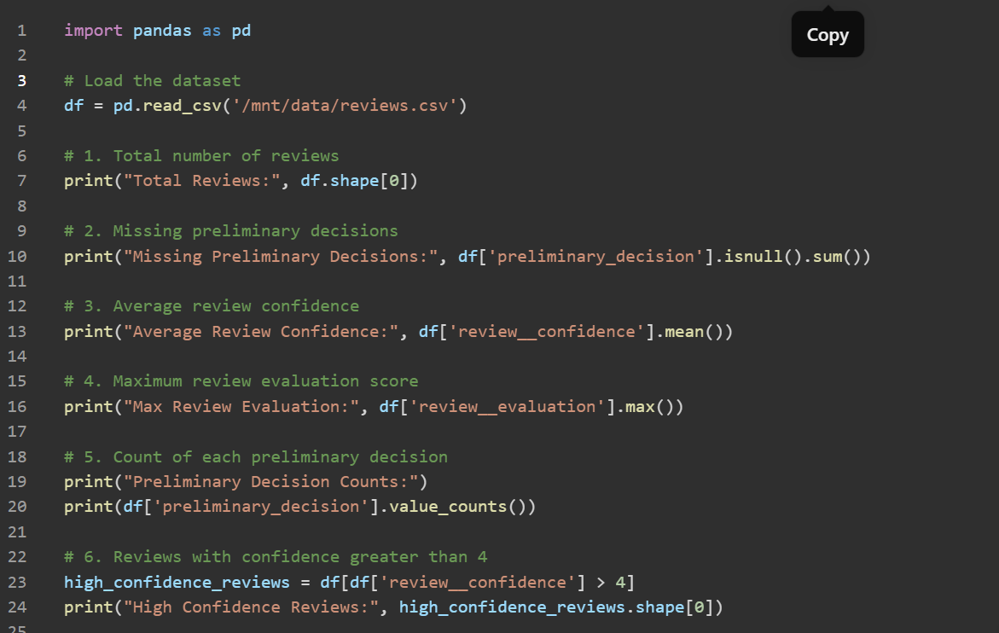 Copy
1 import pandas as pd
2
3 # Load the dataset
4 df = pd.read_csv('/mnt/data/reviews.csv')
5
6 # 1. Total number of reviews
7 print("Total Reviews:", df.shape[0])
8
9 # 2. Missing preliminary decisions
10 print("Missing Preliminary Decisions:", df['preliminary_decision'].isnull().sum())
11
12 # 3. Average review confidence
13 print("Average Review Confidence:", df['review__confidence'].mean())
14
15 # 4. Maximum review evaluation score
16 print("Max Review Evaluation:", df['review__evaluation'].max())
17
18 # 5. Count of each preliminary decision
19 print("Preliminary Decision Counts:")
20 print(df['preliminary_decision'].value_counts())
21
22 # 6. Reviews with confidence greater than 4
23 high_confidence_reviews = df[df['review__confidence'] > 4]
24 print("High Confidence Reviews:", high_confidence_reviews.shape[0])
25